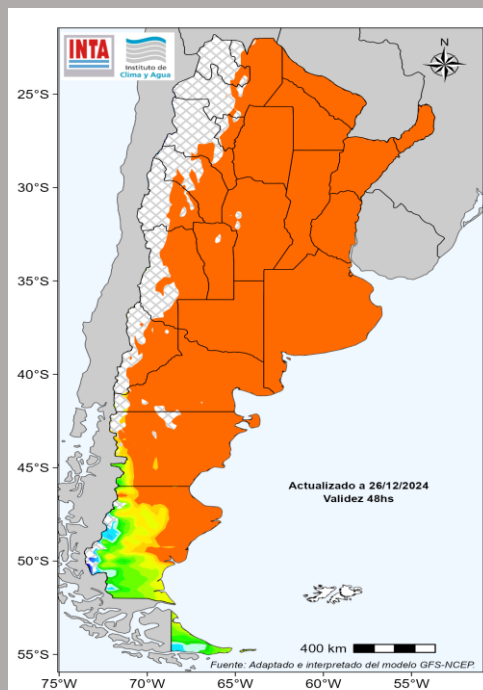 INTA
Instituto de
Clima y Agua
N
25°S
30°S
35°S
40°S
45°S
50°S
55°S
Actualizado a 26/12/2024
Validez 48hs
400 km
Fuente: Adaptado e interpretado del modelo GFS-NCEP.
75°W
70°W
65°W
60°W
55°W